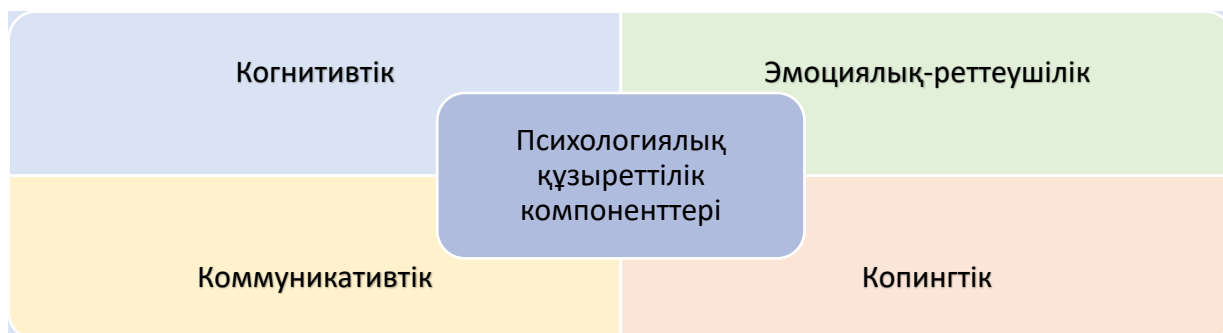 Когнитивтік
Эмоциялық-реттеушілік
Психологиялық
құзыреттілік
компоненттері
Коммуникативтік
Копингтік